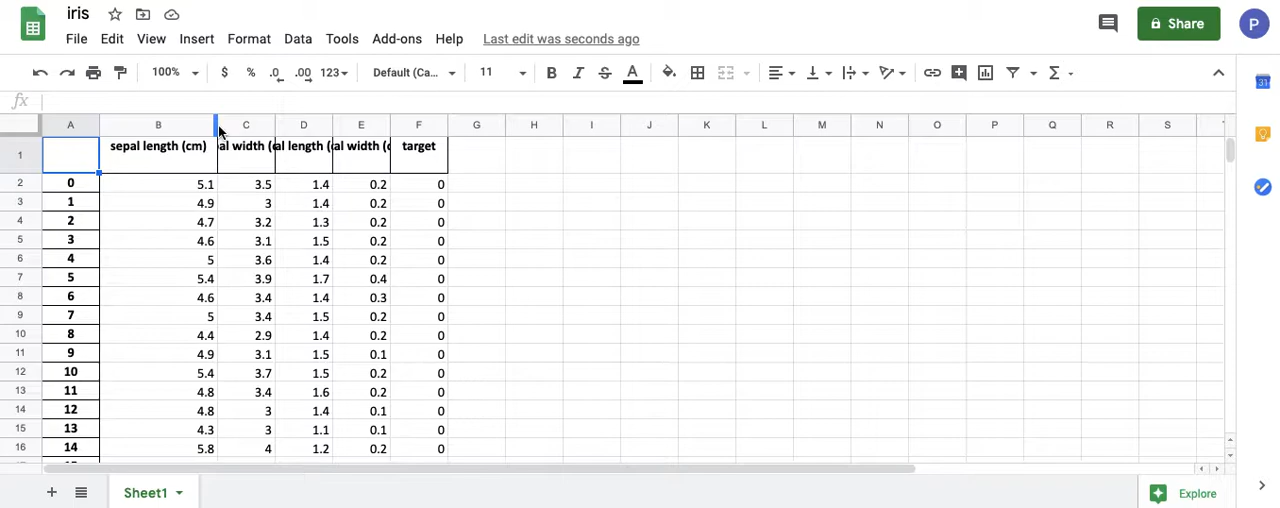 iris
File Edit View Insert Format Data Tools Add-ons Help Last edit was seconds ago
Share P
100% $ % .0 .00 123 Default (Ca... 11 B I S A Σ
fx
A B C D E F G H I J K L M N O P Q R S
1 sepal length (cm) al width (c al length ( al width (c target
2 0 5.1 3.5 1.4 0.2 0
3 1 4.9 3 1.4 0.2 0
4 2 4.7 3.2 1.3 0.2 0
5 3 4.6 3.1 1.5 0.2 0
6 4 5 3.6 1.4 0.2 0
7 5 5.4 3.9 1.7 0.4 0
8 6 4.6 3.4 1.4 0.3 0
9 7 5 3.4 1.5 0.2 0
10 8 4.4 2.9 1.4 0.2 0
11 9 4.9 3.1 1.5 0.1 0
12 10 5.4 3.7 1.5 0.2 0
13 11 4.8 3.4 1.6 0.2 0
14 12 4.8 3 1.4 0.1 0
15 13 4.3 3 1.1 0.1 0
16 14 5.8 4 1.2 0.2 0
Sheet1 Explore